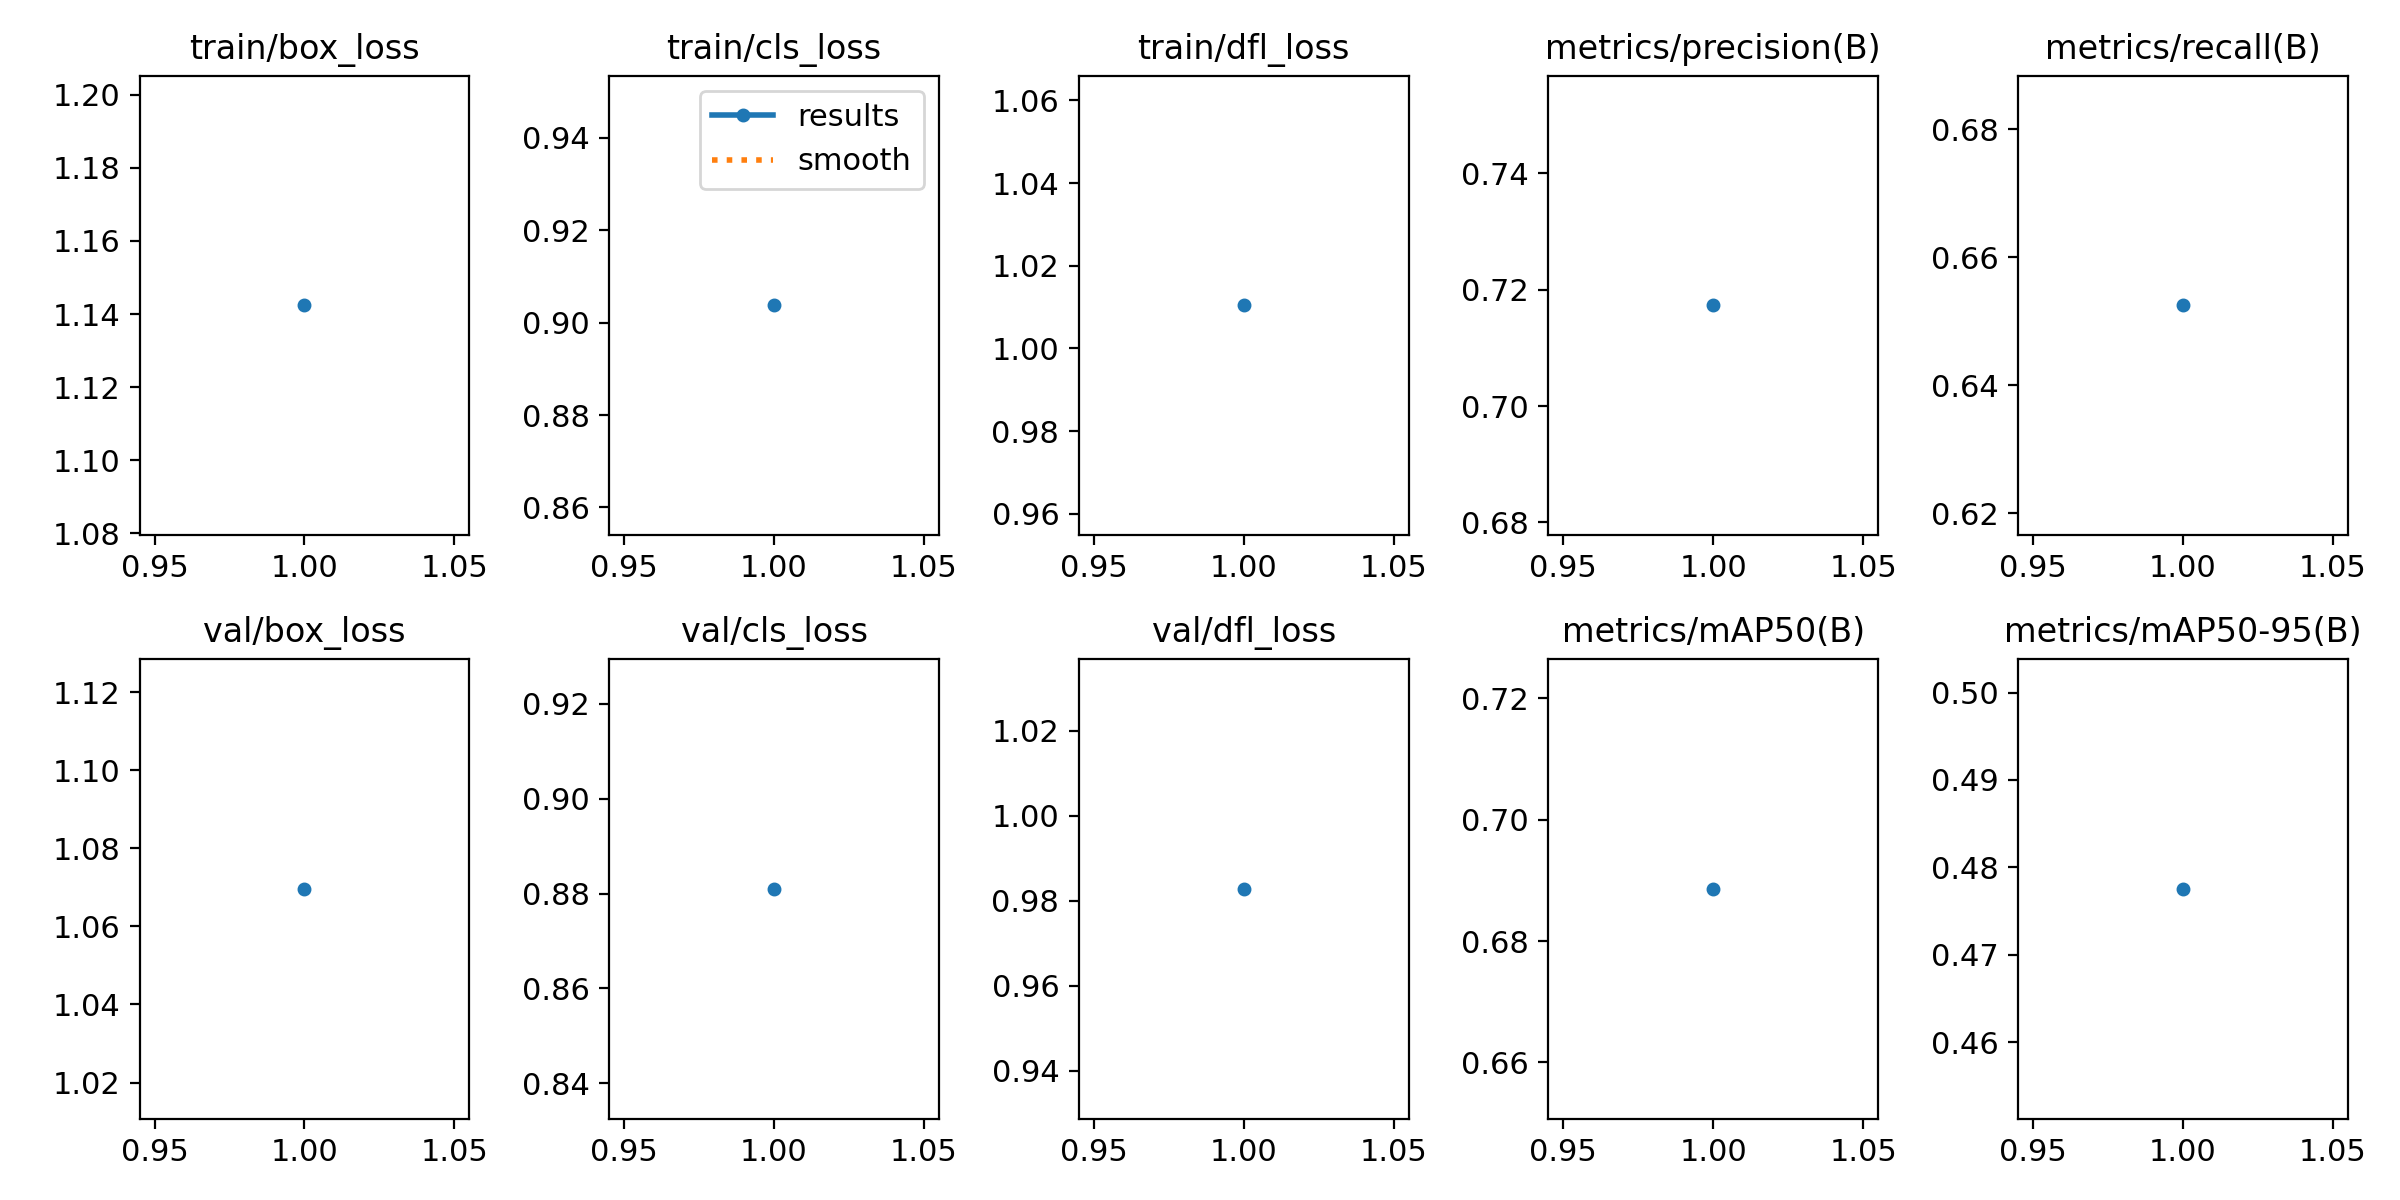 train/box_loss
1.20
1.18
1.16
1.14
1.12
1.10
1.08
0.95 1.00 1.05
train/cls_loss
results
smooth
0.94
0.92
0.90
0.88
0.86
0.95 1.00 1.05
train/dfl_loss
1.06
1.04
1.02
1.00
0.98
0.96
0.95 1.00 1.05
metrics/precision(B)
0.74
0.72
0.70
0.68
0.95 1.00 1.05
metrics/recall(B)
0.68
0.66
0.64
0.62
0.95 1.00 1.05
val/box_loss
1.12
1.10
1.08
1.06
1.04
1.02
0.95 1.00 1.05
val/cls_loss
0.92
0.90
0.88
0.86
0.84
0.95 1.00 1.05
val/dfl_loss
1.02
1.00
0.98
0.96
0.94
0.95 1.00 1.05
metrics/mAP50(B)
0.72
0.70
0.68
0.66
0.95 1.00 1.05
metrics/mAP50-95(B)
0.50
0.49
0.48
0.47
0.46
0.95 1.00 1.05